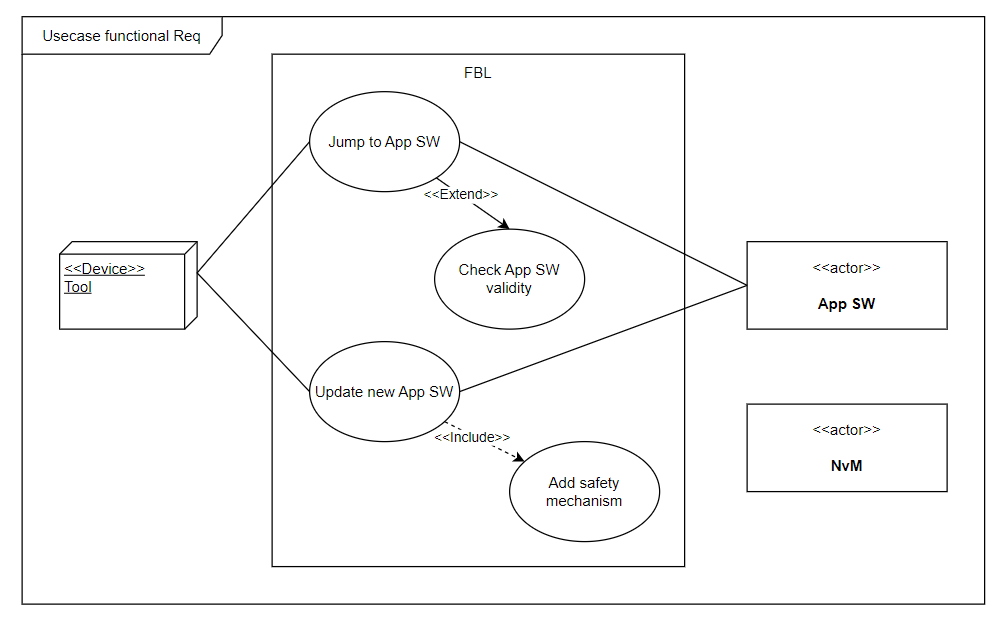 Usecase functional Req
FBL
Jump to App SW
<<Extend>>
Check App SW
validity
<<Device>>
Tool
<<actor>>
App SW
Update new App SW
<<Include>>
Add safety
mechanism
<<actor>>
NvM